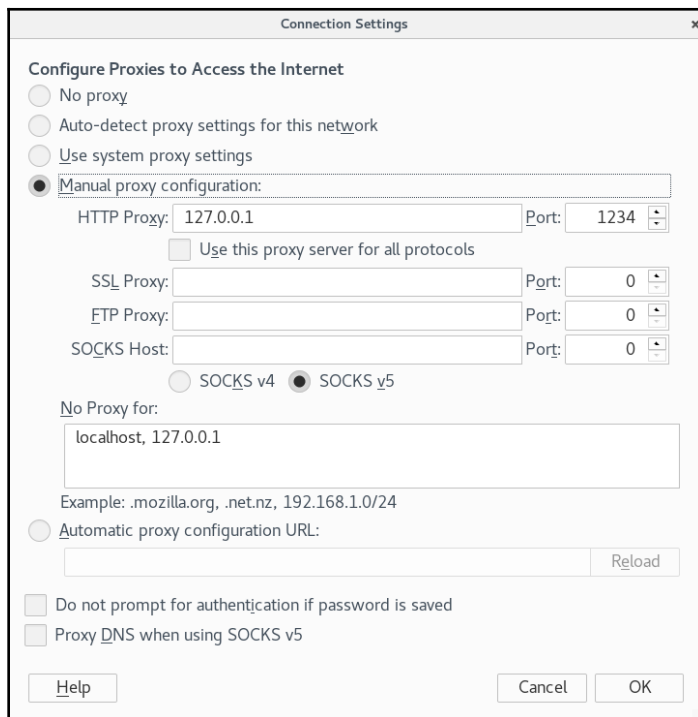 Connection Settings
Configure Proxies to Access the Internet
No proxy
Auto-detect proxy settings for this network
Use system proxy settings
Manual proxy configuration:
HTTP Proxy: 127.0.0.1 Port: 1234
Use this proxy server for all protocols
SSL Proxy: Port: 0
FTP Proxy: Port: 0
SOCKS Host: Port: 0
SOCKS v4 SOCKS v5
No Proxy for:
localhost, 127.0.0.1
Example: .mozilla.org, .net.nz, 192.168.1.0/24
Automatic proxy configuration URL:
Reload
Do not prompt for authentication if password is saved
Proxy DNS when using SOCKS v5
Help Cancel OK